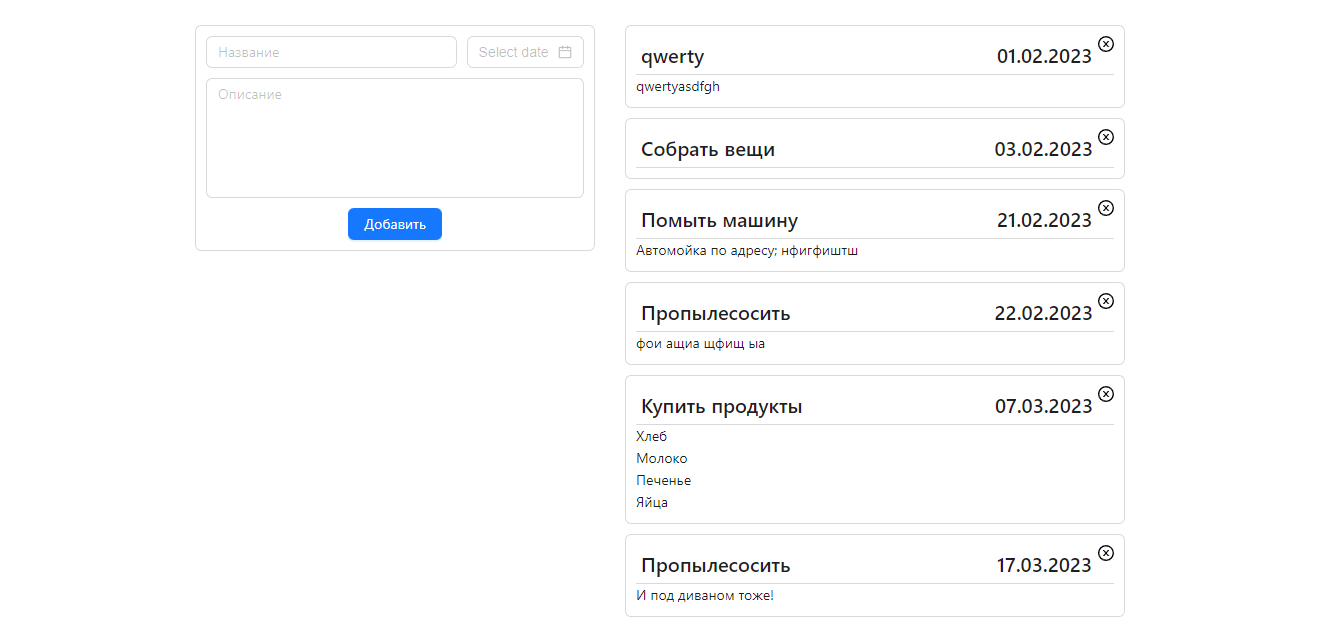 Название
Select date
Описание
Добавить
qwerty
01.02.2023
qwertyasdfgh
Собрать вещи
03.02.2023
Помыть машину
21.02.2023
Автомойка по адресу; нфигфиштш
Пропылесосить
22.02.2023
фои ащиа щфищ ыа
Купить продукты
07.03.2023
Хлеб
Молоко
Печенье
Яйца
Пропылесосить
17.03.2023
И под диваном тоже!